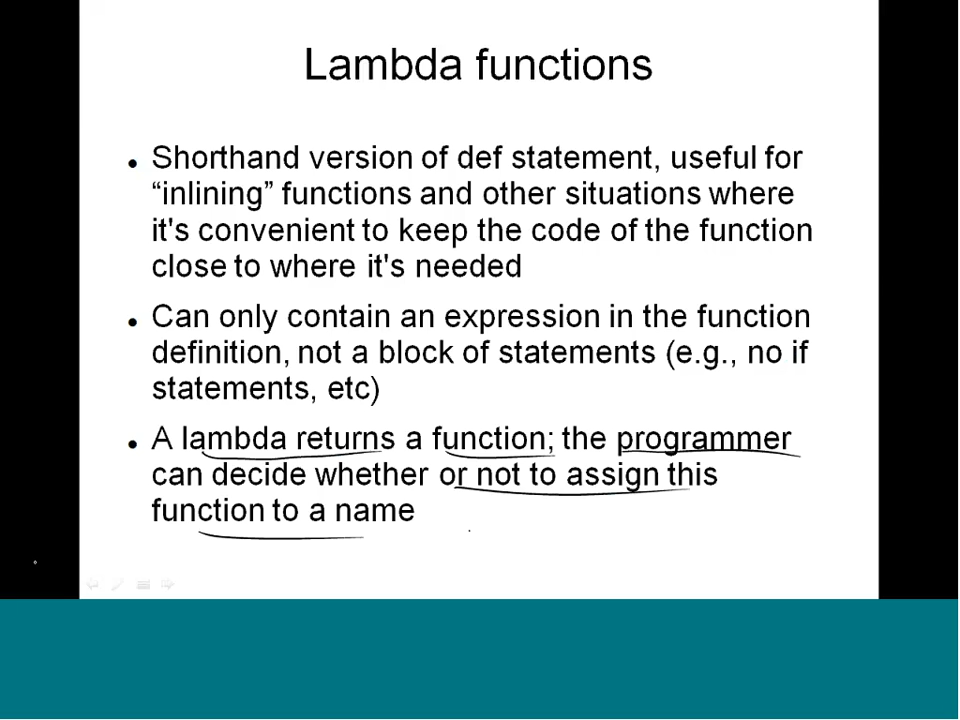 Lambda functions
• Shorthand version of def statement, useful for
“inlining” functions and other situations where
it's convenient to keep the code of the function
close to where it's needed
• Can only contain an expression in the function
definition, not a block of statements (e.g., no if
statements, etc)
• A lambda returns a function; the programmer
can decide whether or not to assign this
function to a name